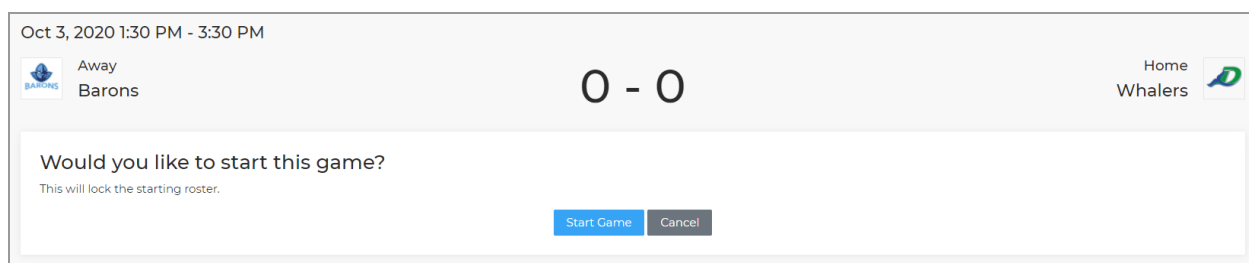 Oct 3, 2020 1:30 PM - 3:30 PM
BARONS
Away
Barons
0 - 0
Home
Whalers
D
Would you like to start this game?
This will lock the starting roster.
Start Game
Cancel